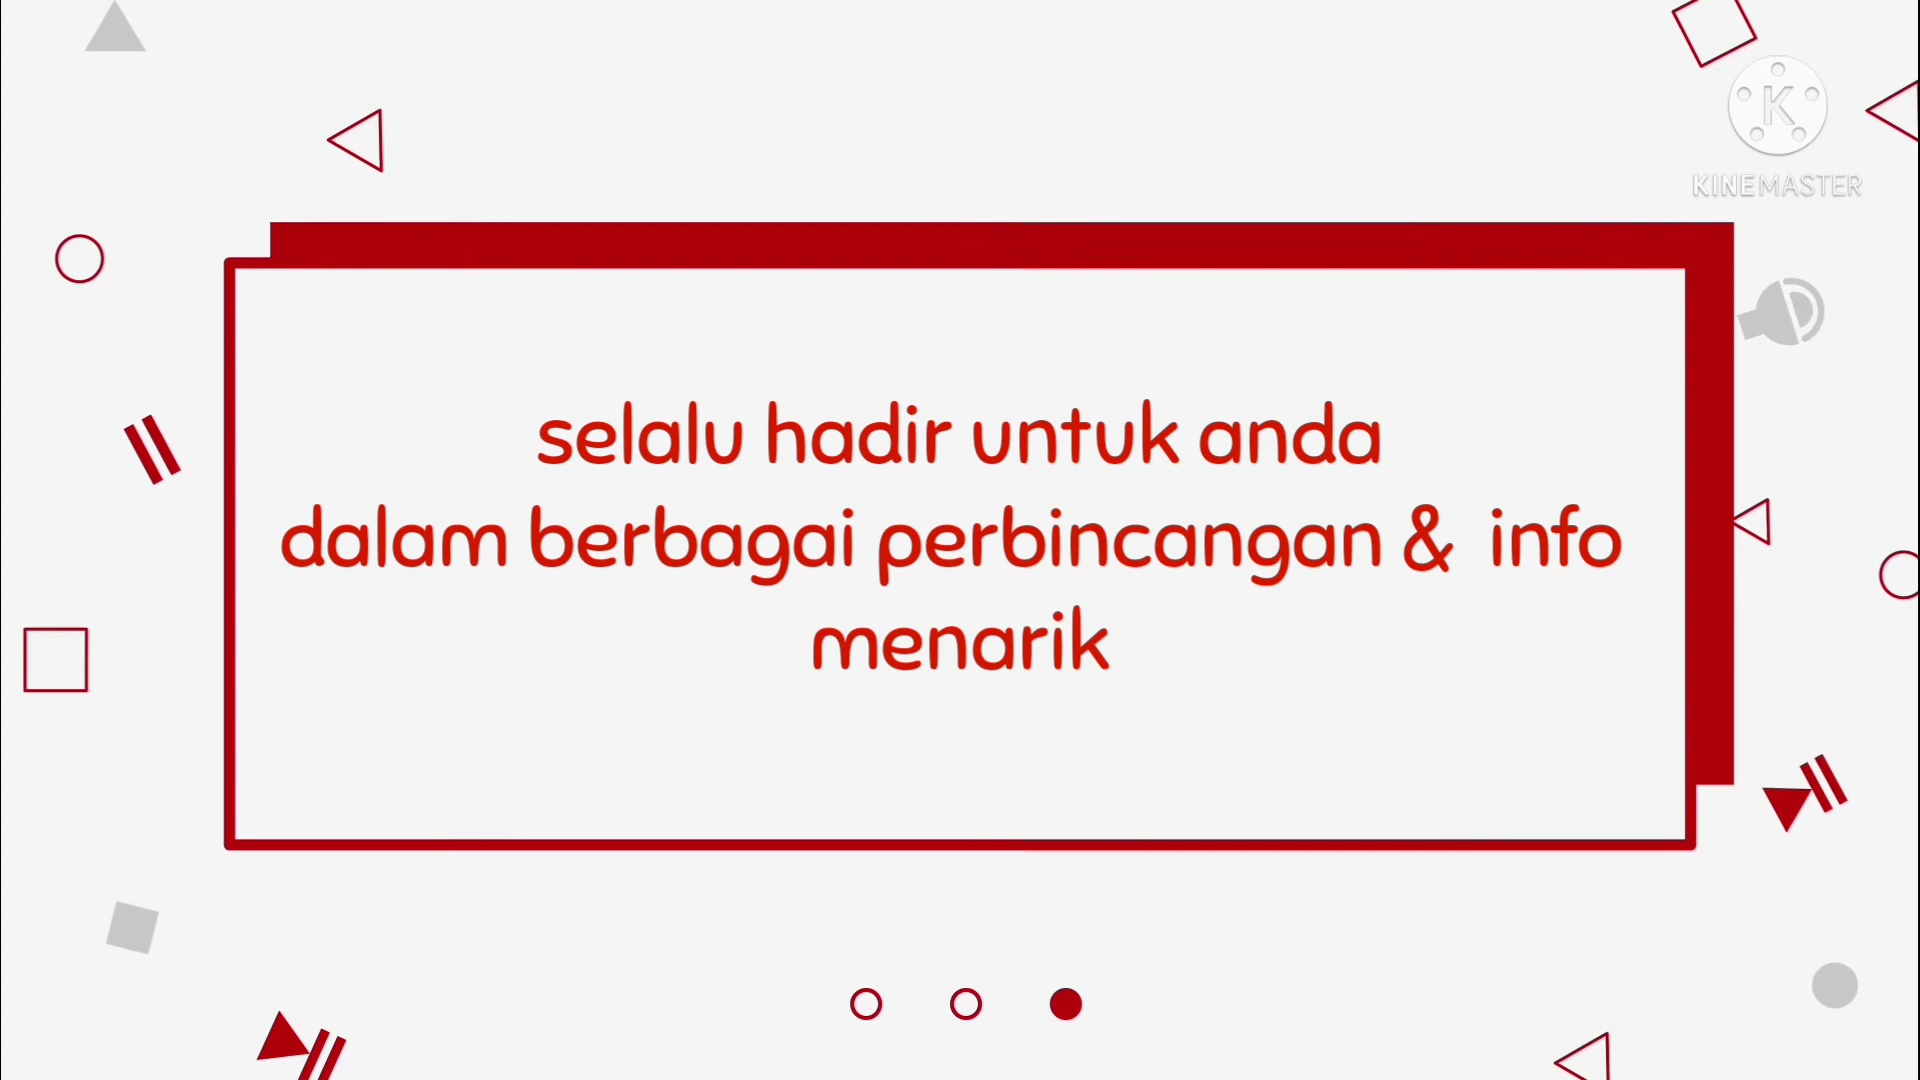 K
KINEMASTER
selalu hadir untuk anda
dalam berbagai perbincangan & info
menarik